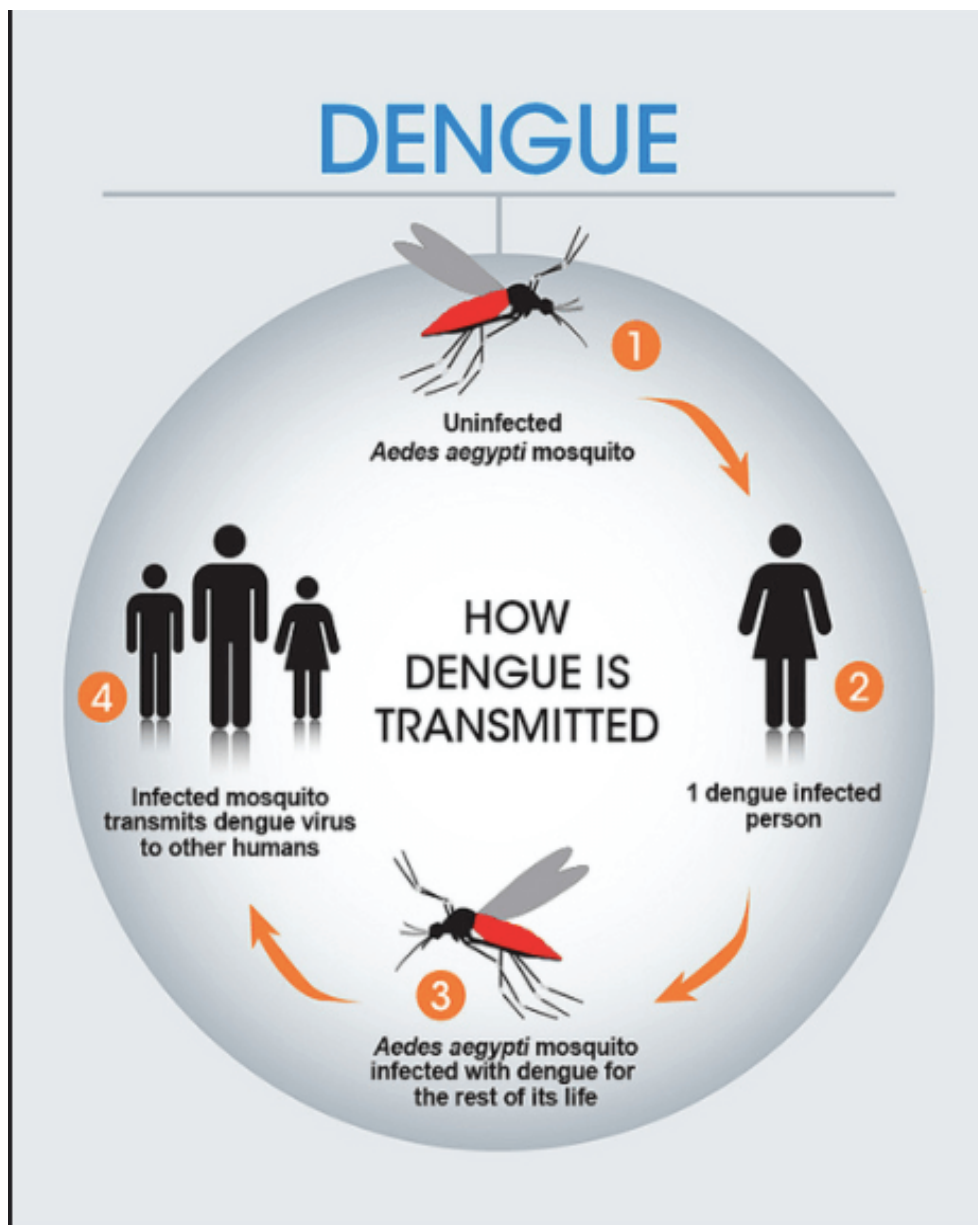 DENGUE
1
Uninfected
Aedes aegypti mosquito
HOW
DENGUE IS
TRANSMITTED
2
1 dengue infected
person
3
Aedes aegypti mosquito
infected with dengue for
the rest of its life
4
Infected mosquito
transmits dengue virus
to other humans